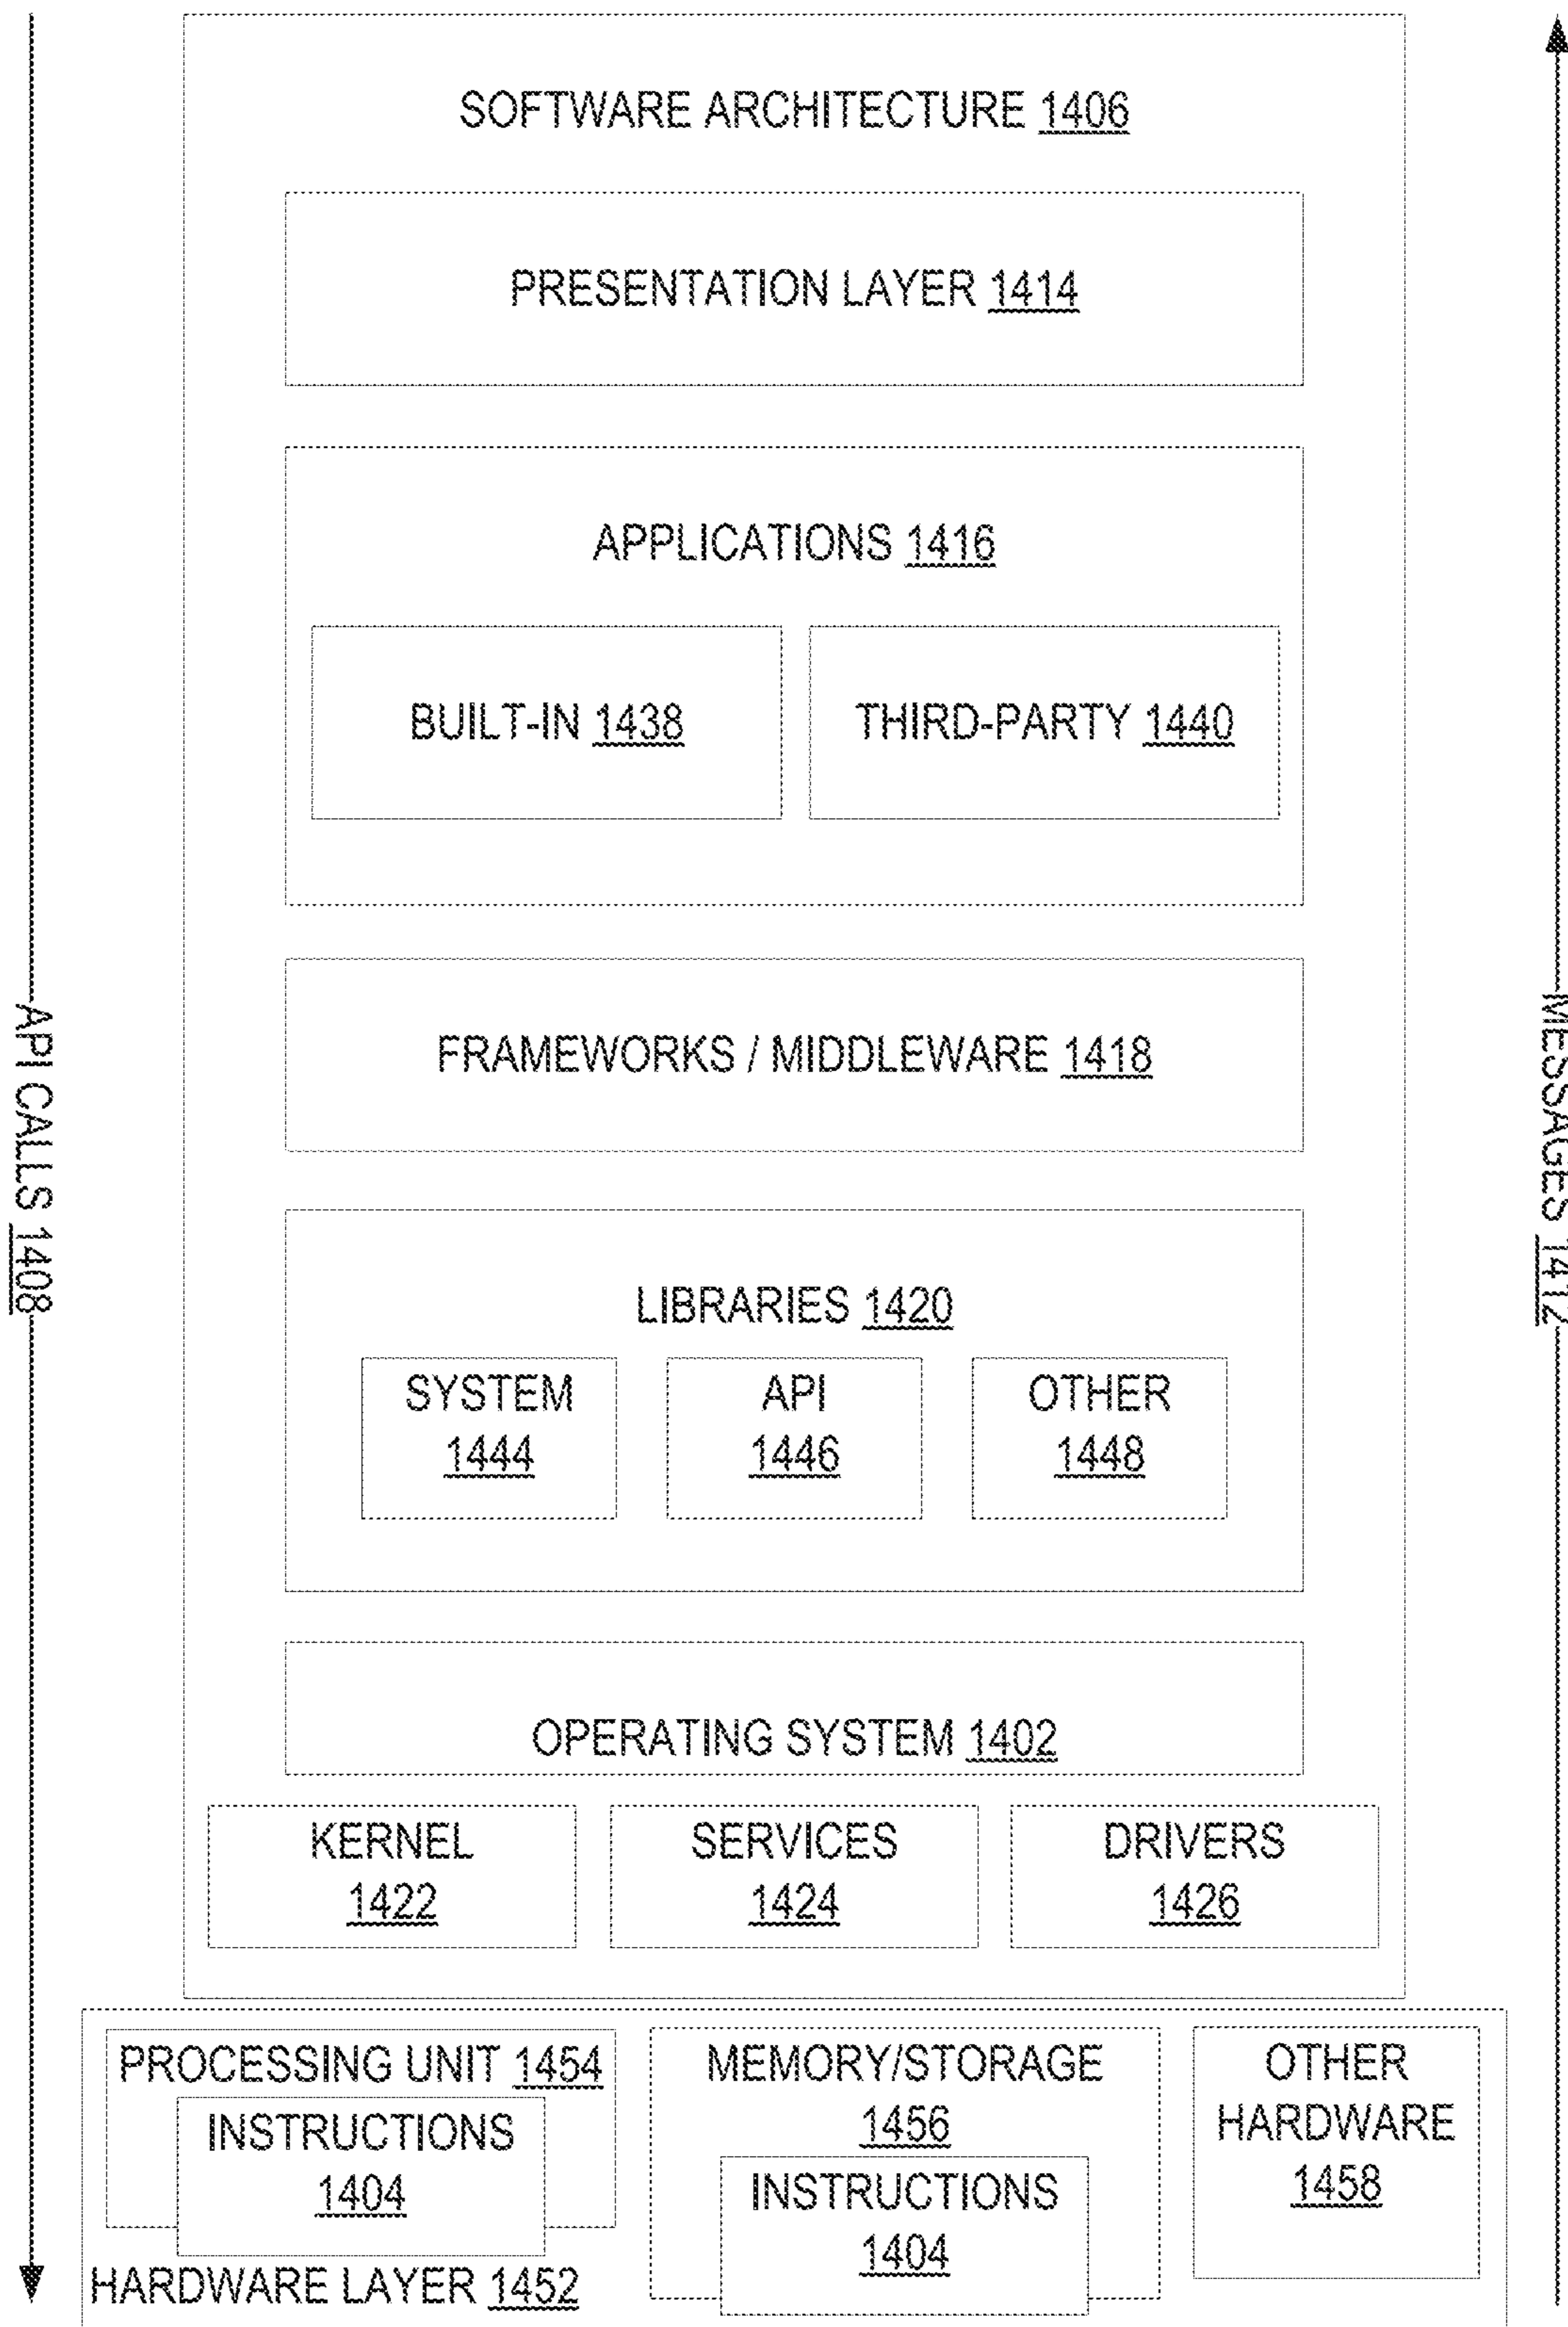 SOFTWARE ARCHITECTURE 1406
PRESENTATION LAYER 1414
APPLICATIONS 1416
BUILT-IN 1438
THIRD-PARTY 1440
FRAMEWORKS / MIDDLEWARE 1418
API CALLS 1408
MESSAGES 1412
LIBRARIES 1420
SYSTEM
1444
API
1446
OTHER
1448
OPERATING SYSTEM 1402
KERNEL
1422
SERVICES
1424
DRIVERS
1426
PROCESSING UNIT 1454
INSTRUCTIONS
1404
MEMORY/STORAGE
1456
INSTRUCTIONS
1404
OTHER
HARDWARE
1458
HARDWARE LAYER 1452